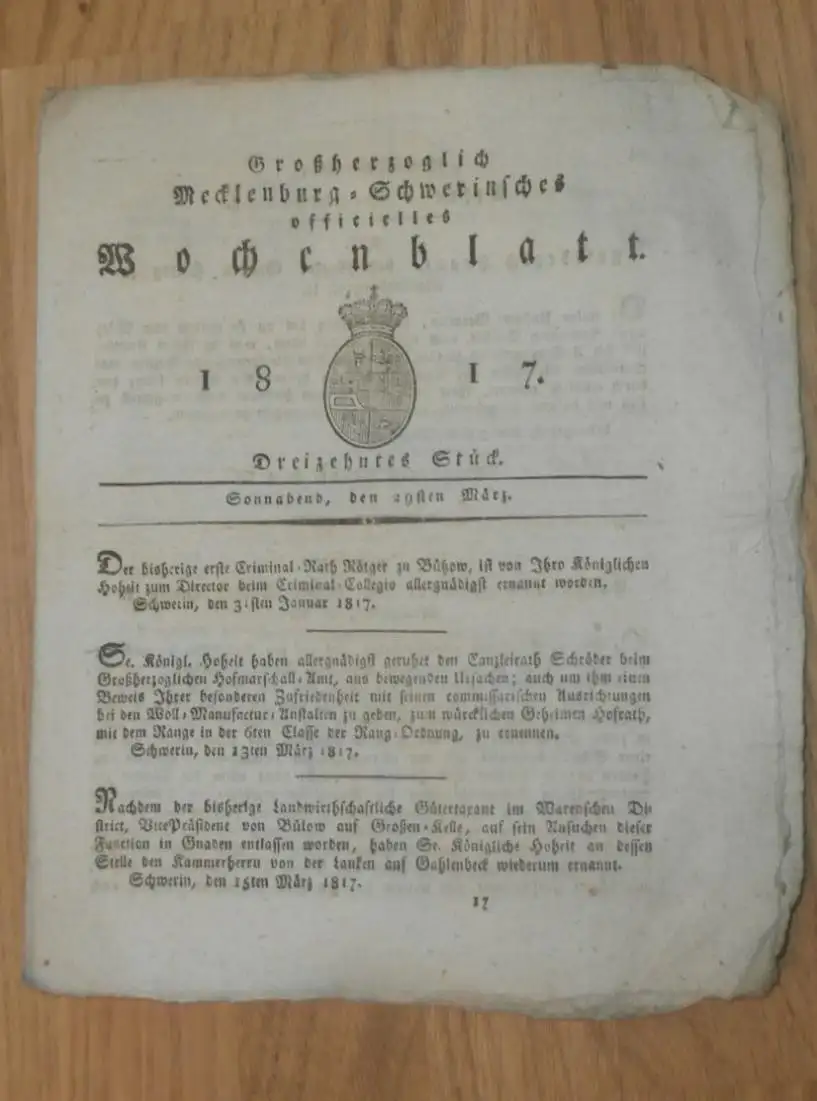 Großherzoglich
Mecklenburg-Schwerinsches
officielles
Wochenblatt.
1817.
Dreizehntes Stück.
Sonnabend, den 29sten März.
Der bisherige erste Criminal-Rath Rötger zu Bützow, ist von Ihro Königlichen
Hoheit zum Director beim Criminal-Collegio allergnädigst ernannt worden.
Schwerin, den 31sten Januar 1817.
Se. Königl. Hoheit haben allergnädigst geruhet den Canzleirath Schröder beim
Großherzoglichen Hofmarschall-Amt, aus bewegenden Ursachen; auch um ihm einen
Beweis Ihrer besonderen Zufriedenheit mit seinen commissarischen Ausrichtungen
bei den Woll-Manufactur-Anstalten zu geben, zum würcklichen Geheimen Hofrath,
mit dem Range in der 6ten Classe der Rang-Ordnung, zu ernennen.
Schwerin, den 13ten März 1817.
Nachdem der bisherige Landwirthschaftliche Gütertaxant im Warenschen Di
strict, VicePräsident von Bülow auf Großen-Kelle, auf sein Ansuchen dieser
Function in Gnaden entlassen worden, haben Se. Königliche Hoheit an dessen
Stelle den Kammerherrn von der Lanken auf Gahlenbeck wiederum ernannt.
Schwerin, den 15ten März 1817.
17